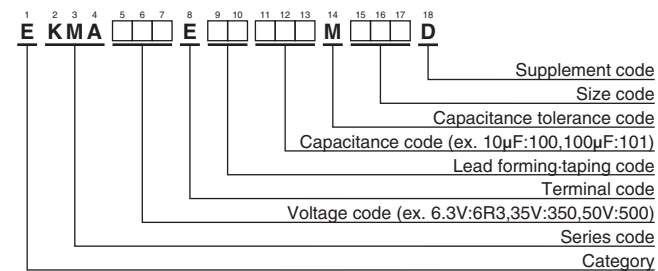 1 2 3 4 5 6 7 8 9 10 11 12 13 14 15 16 17 18
E KMA E M D
Supplement code
Size code
Capacitance tolerance code
Capacitance code (ex. 10μF:100,100μF:101)
Lead forming·taping code
Terminal code
Voltage code (ex. 6.3V:6R3,35V:350,50V:500)
Series code
Category